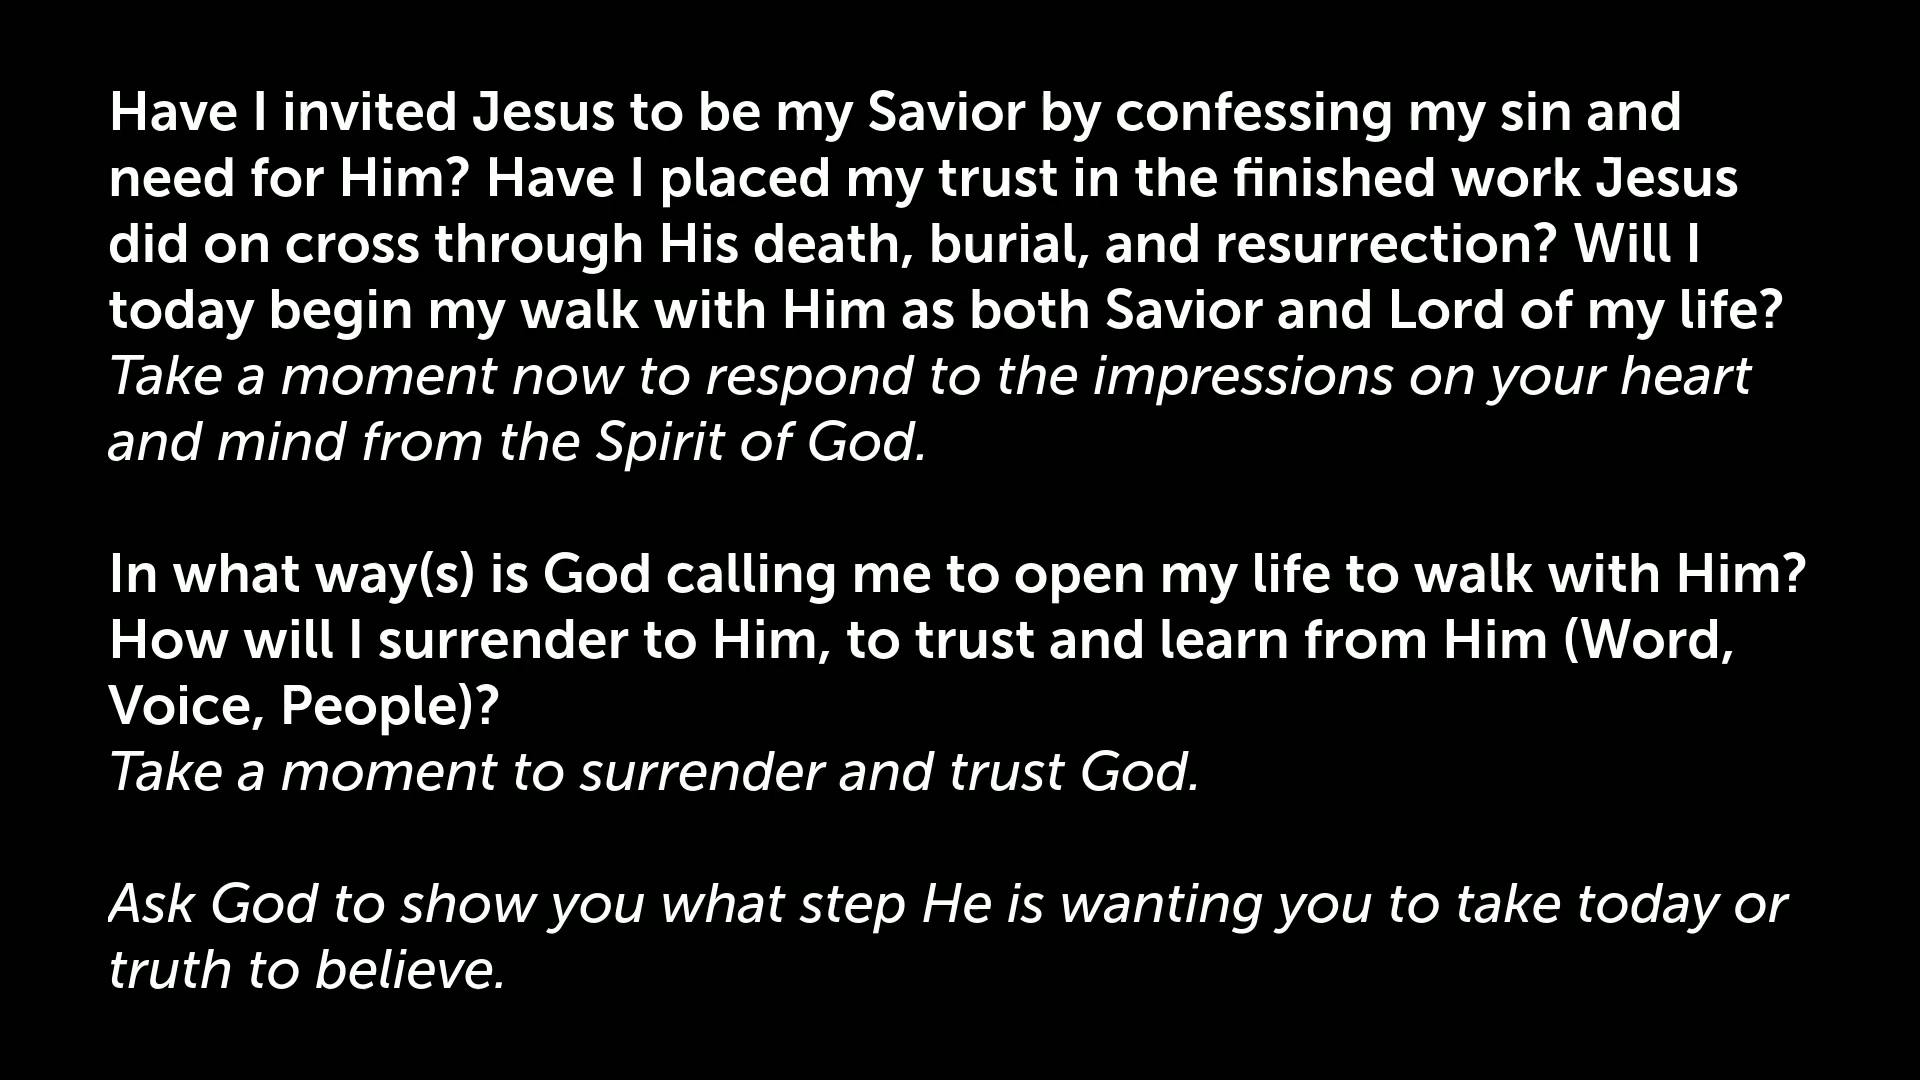 Have I invited Jesus to be my Savior by confessing my sin and
need for Him? Have I placed my trust in the finished work Jesus
did on cross through His death, burial, and resurrection? Will I
today begin my walk with Him as both Savior and Lord of my life?
Take a moment now to respond to the impressions on your heart
and mind from the Spirit of God.
In what way(s) is God calling me to open my life to walk with Him?
How will I surrender to Him, to trust and learn from Him (Word,
Voice, People)?
Take a moment to surrender and trust God.
Ask God to show you what step He is wanting you to take today or
truth to believe.